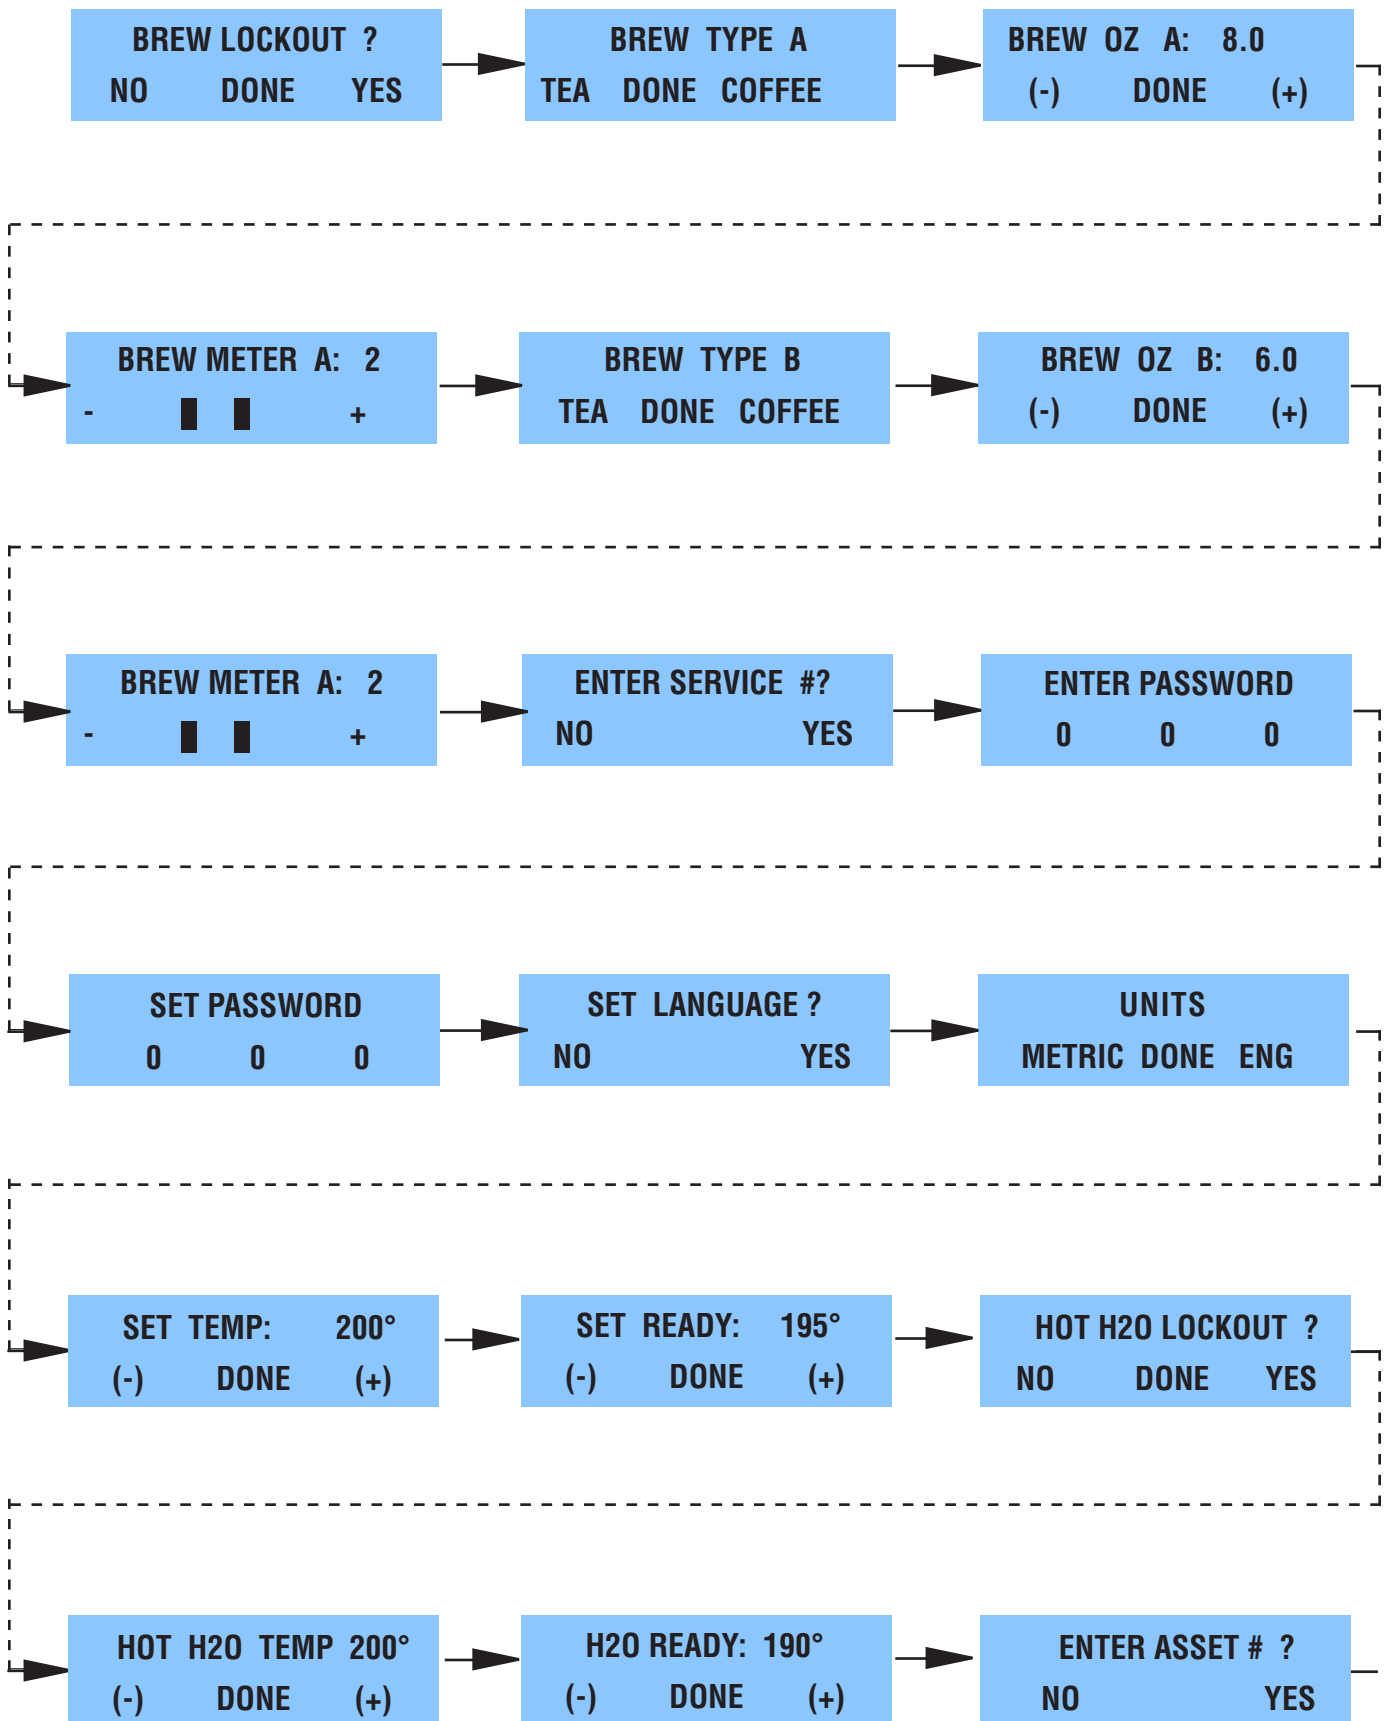 BREW LOCKOUT ?
NO DONE YES
BREW TYPE A
TEA DONE COFFEE
BREW OZ A: 8.0
(-) DONE (+)
BREW METER A: 2
- +
BREW TYPE B
TEA DONE COFFEE
BREW OZ B: 6.0
(-) DONE (+)
BREW METER A: 2
- +
ENTER SERVICE #?
NO YES
ENTER PASSWORD
0 0 0
SET PASSWORD
0 0 0
SET LANGUAGE ?
NO YES
UNITS
METRIC DONE ENG
SET TEMP: 200°
(-) DONE (+)
SET READY: 195°
(-) DONE (+)
HOT H2O LOCKOUT ?
NO DONE YES
HOT H2O TEMP 200°
(-) DONE (+)
H2O READY: 190°
(-) DONE (+)
ENTER ASSET # ?
NO YES